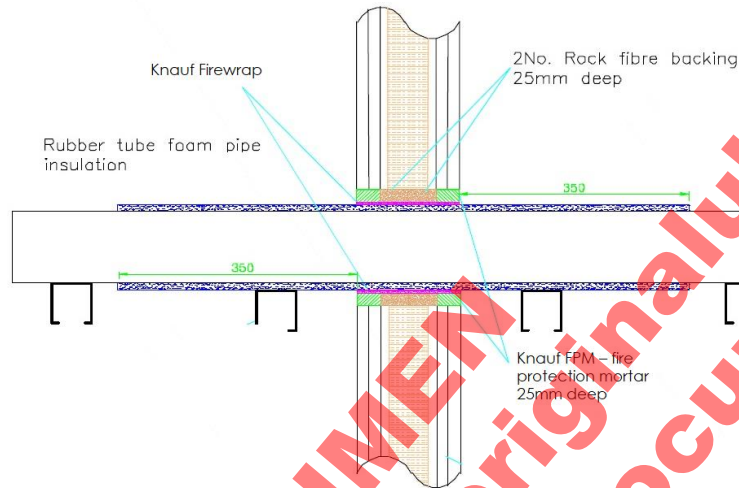 Knauf Firewrap
2No. Rock fibre backing
25mm deep
Rubber tube foam pipe
insulation
350
350
Knauf FPM – fire
protection mortar
25mm deep